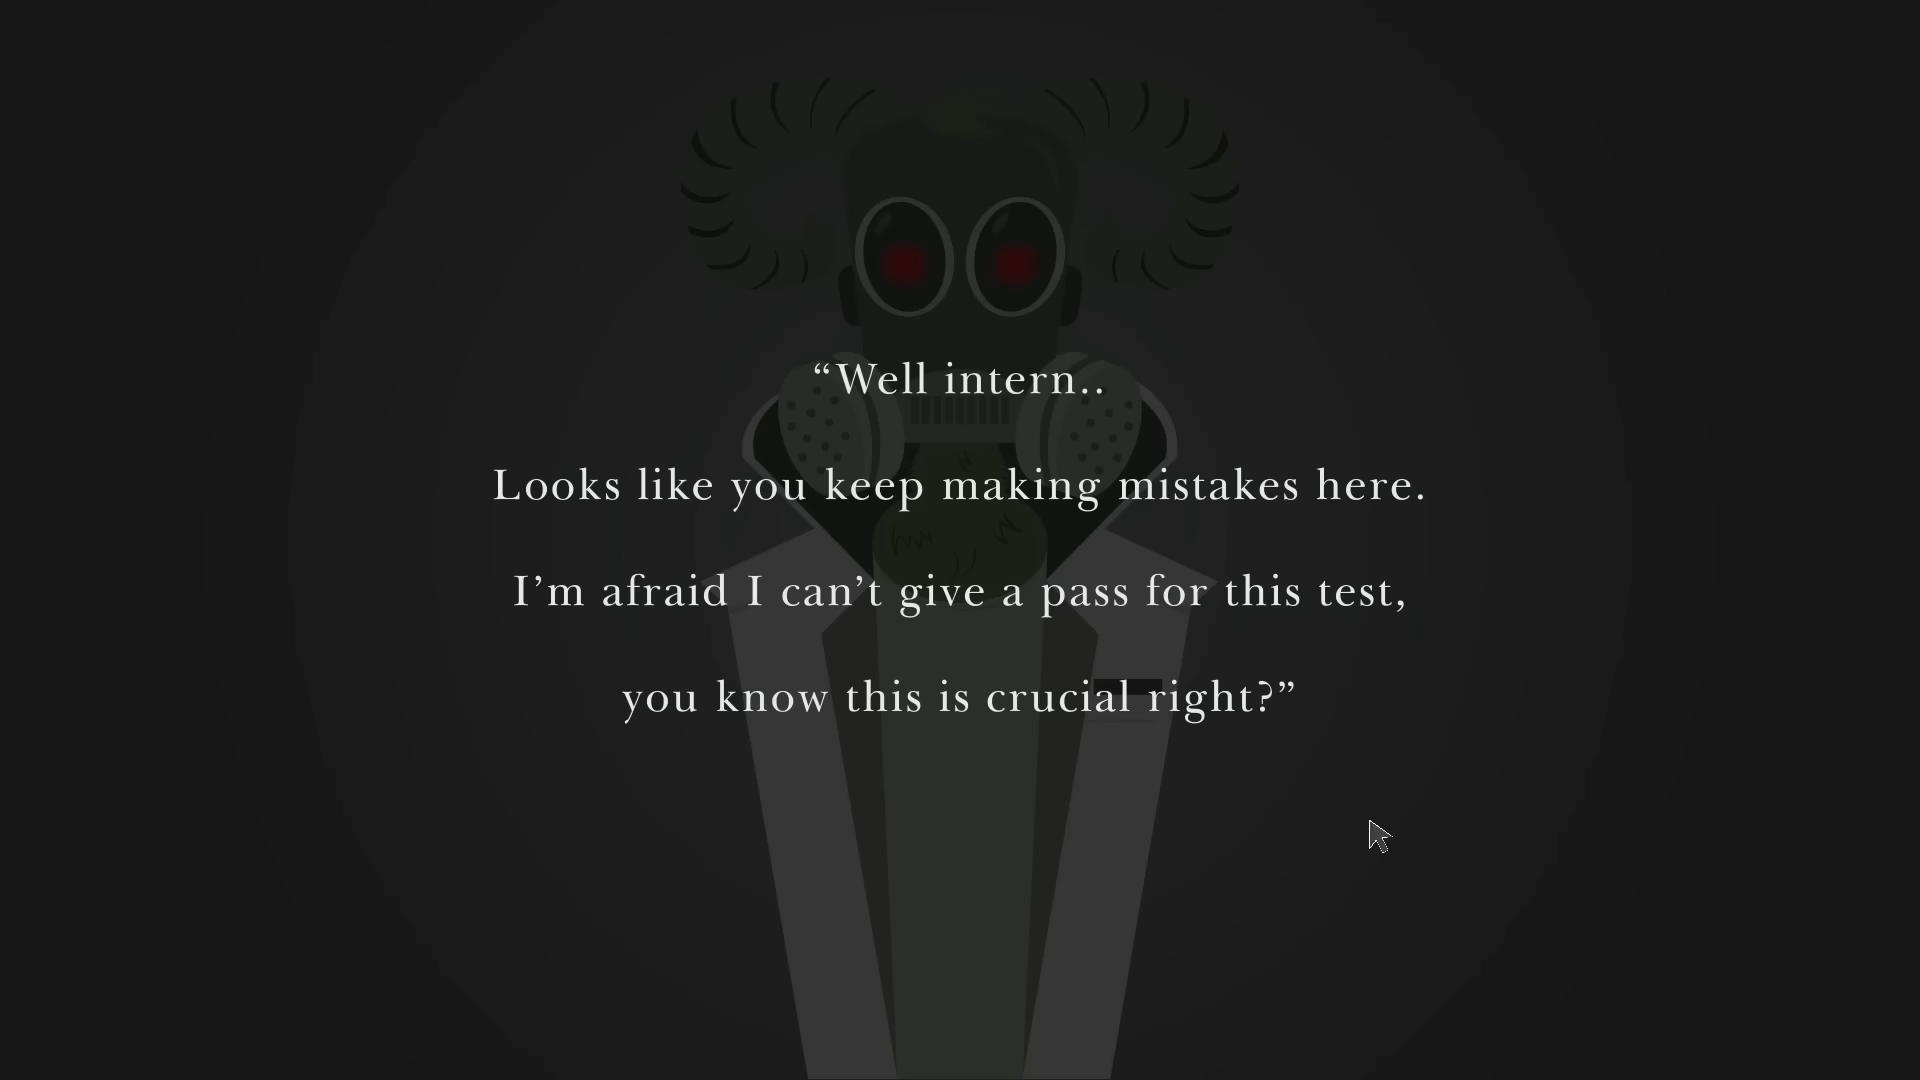 “Well intern..
Looks like you keep making mistakes here.
I’m afraid I can’t give a pass for this test,
you know this is crucial right?”